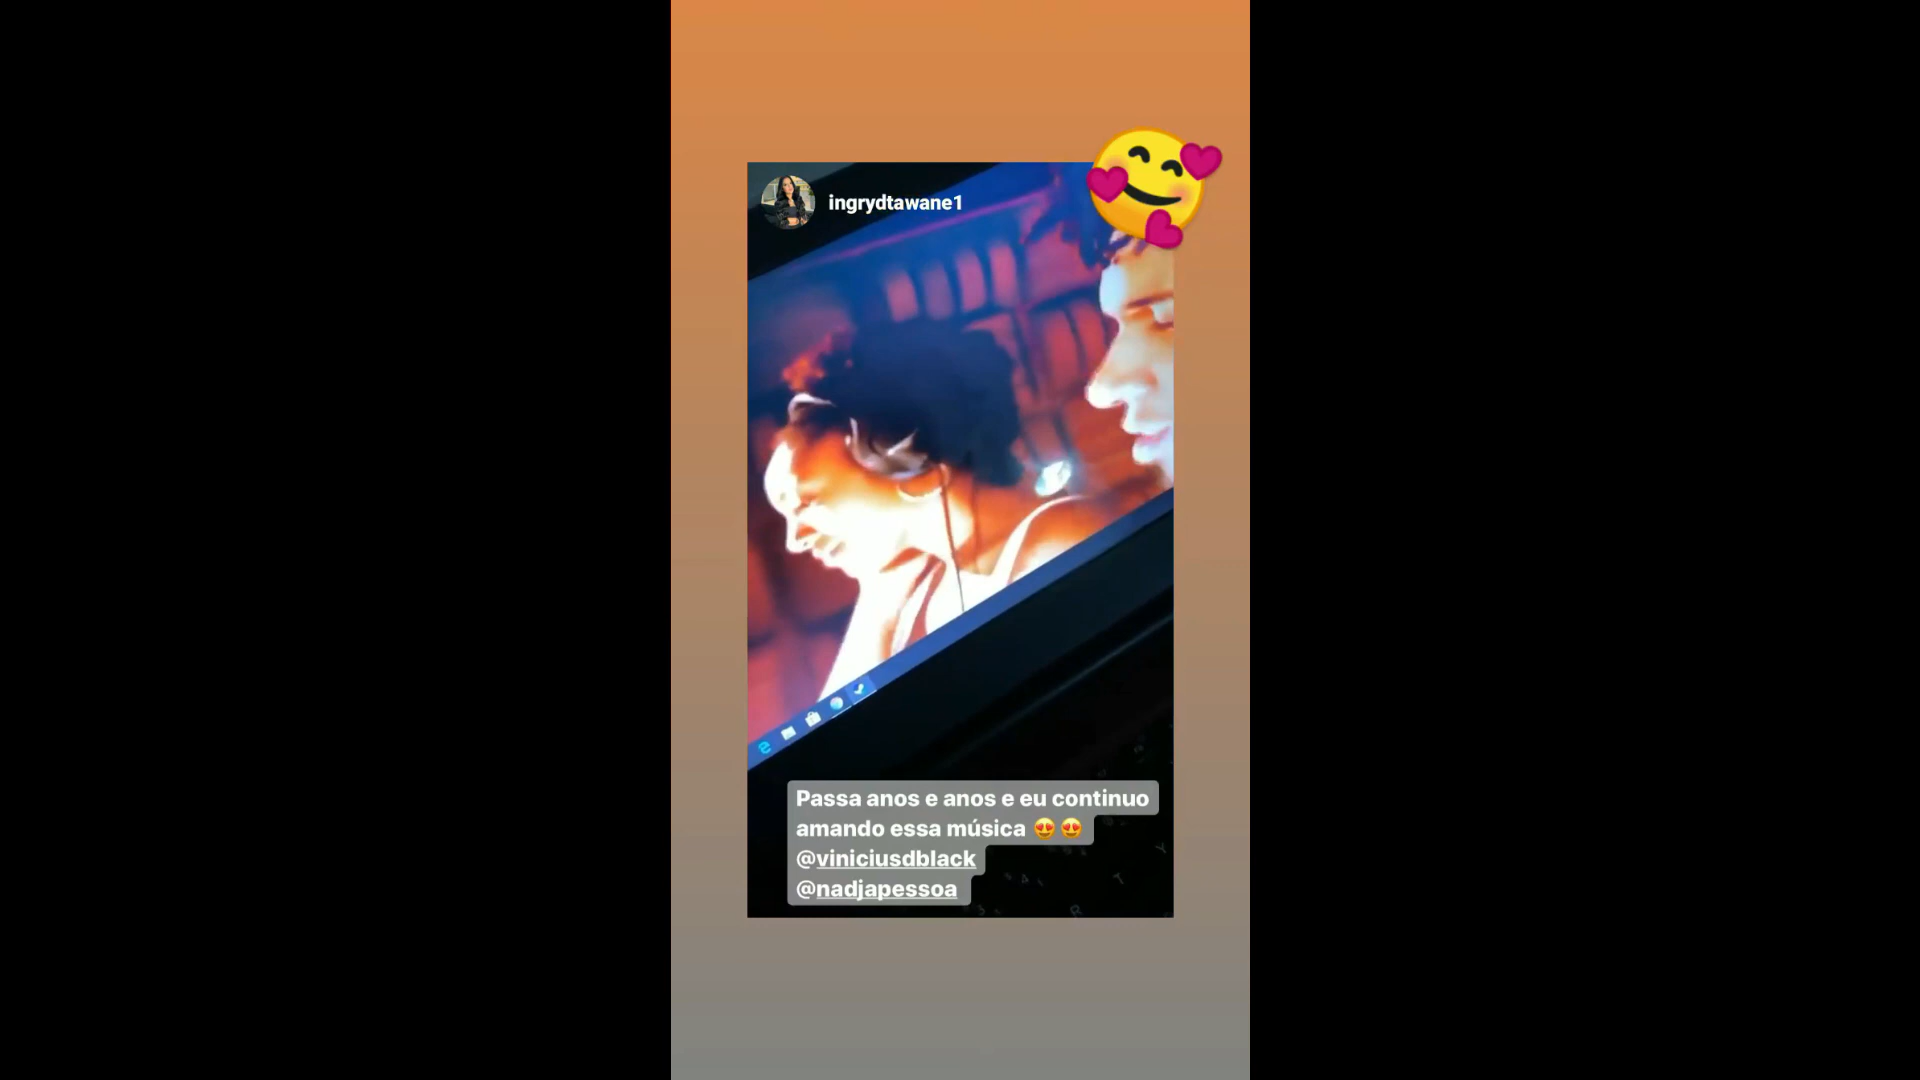 ingrydtawane1
Passa anos e anos e eu continuo
amando essa música 😍😍
@viniciusdblack
@nadjapessoa